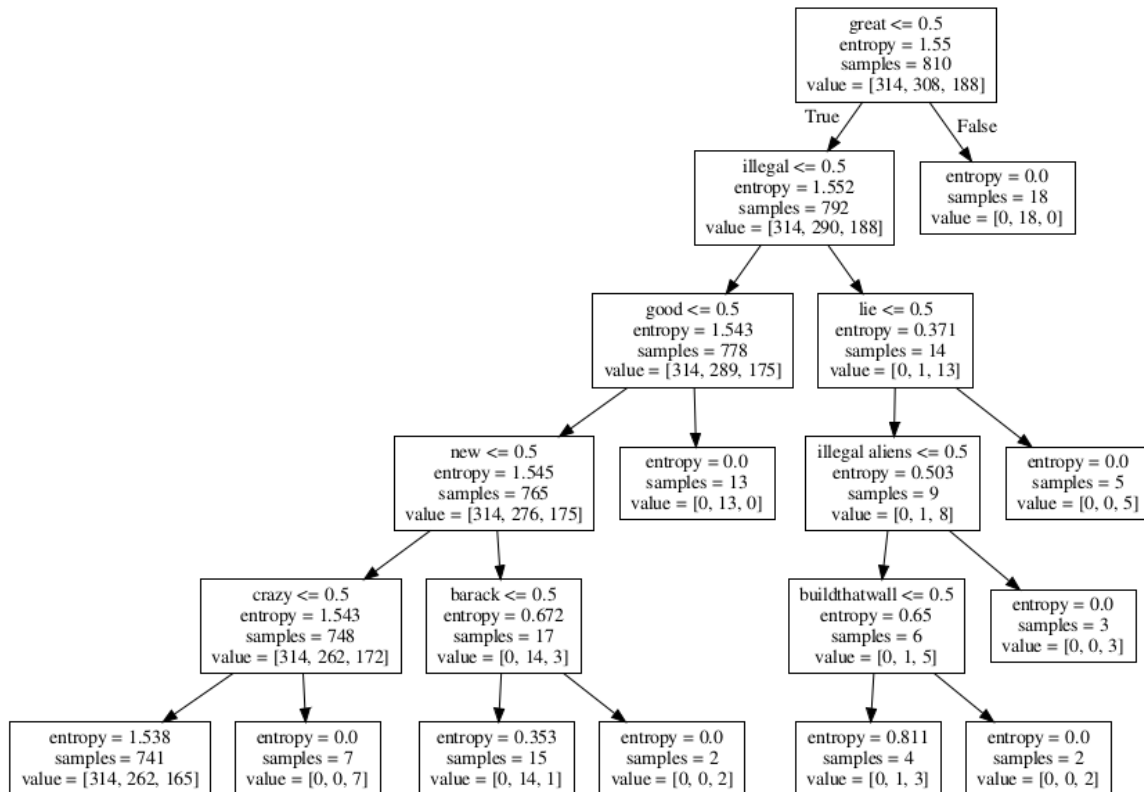 great <= 0.5
entropy = 1.55
samples = 810
value = [314, 308, 188]
True
False
illegal <= 0.5
entropy = 1.552
samples = 792
value = [314, 290, 188]
entropy = 0.0
samples = 18
value = [0, 18, 0]
good <= 0.5
entropy = 1.543
samples = 778
value = [314, 289, 175]
lie <= 0.5
entropy = 0.371
samples = 14
value = [0, 1, 13]
new <= 0.5
entropy = 1.545
samples = 765
value = [314, 276, 175]
entropy = 0.0
samples = 13
value = [0, 13, 0]
illegal aliens <= 0.5
entropy = 0.503
samples = 9
value = [0, 1, 8]
entropy = 0.0
samples = 5
value = [0, 0, 5]
crazy <= 0.5
entropy = 1.543
samples = 748
value = [314, 262, 172]
barack <= 0.5
entropy = 0.672
samples = 17
value = [0, 14, 3]
buildthatwall <= 0.5
entropy = 0.65
samples = 6
value = [0, 1, 5]
entropy = 0.0
samples = 3
value = [0, 0, 3]
entropy = 1.538
samples = 741
value = [314, 262, 165]
entropy = 0.0
samples = 7
value = [0, 0, 7]
entropy = 0.353
samples = 15
value = [0, 14, 1]
entropy = 0.0
samples = 2
value = [0, 0, 2]
entropy = 0.811
samples = 4
value = [0, 1, 3]
entropy = 0.0
samples = 2
value = [0, 0, 2]